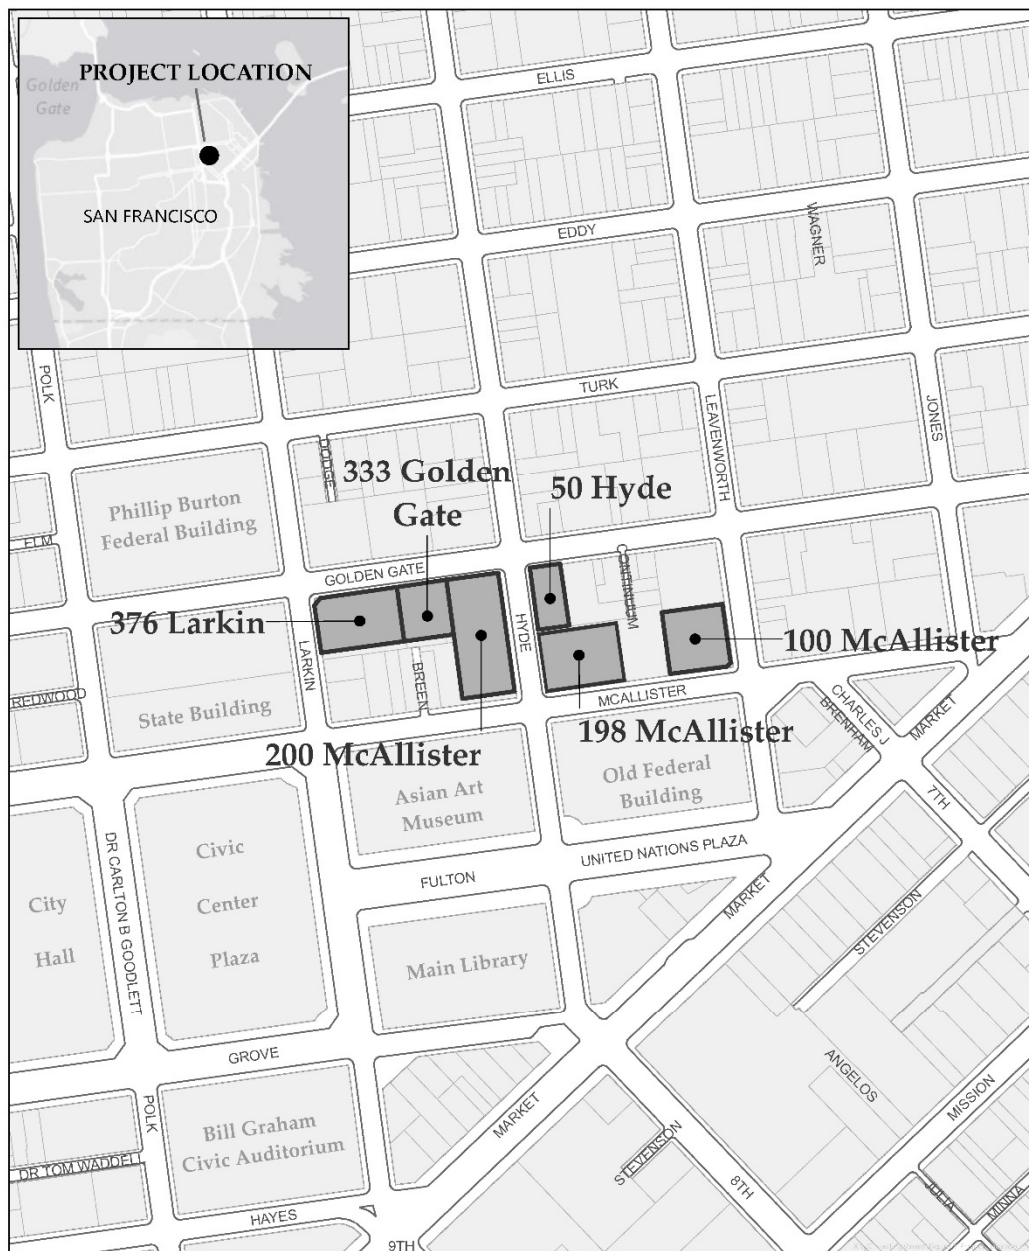 PROJECT LOCATION
Golden
Gate
SAN FRANCISCO
ELLIS
EDDY
WAGNER
TURK
POLK
JONES
LEAVENWORTH
DODGE
333 Golden
Gate
50 Hyde
Phillip Burton
Federal Building
ELM
GOLDEN GATE
CONTINUUM
376 Larkin
HYDE
100 McAllister
LARKIN
BREEN
REDWOOD
MCALLISTER
State Building
CHARLES J
BRENHAM
MARKET
200 McAllister
198 McAllister
Asian Art
Museum
Old Federal
Building
7TH
DR CARLTON B GOODLETT
Civic
Center
Plaza
City
Hall
UNITED NATIONS PLAZA
FULTON
MARKET
STEVENSON
Main Library
GROVE
ANGELOS
MISSION
POLK
MARKET
Bill Graham
Civic Auditorium
DR TOM WADDELL
STEVENSON
8TH
JULIA
MINNA
HAYES
9TH